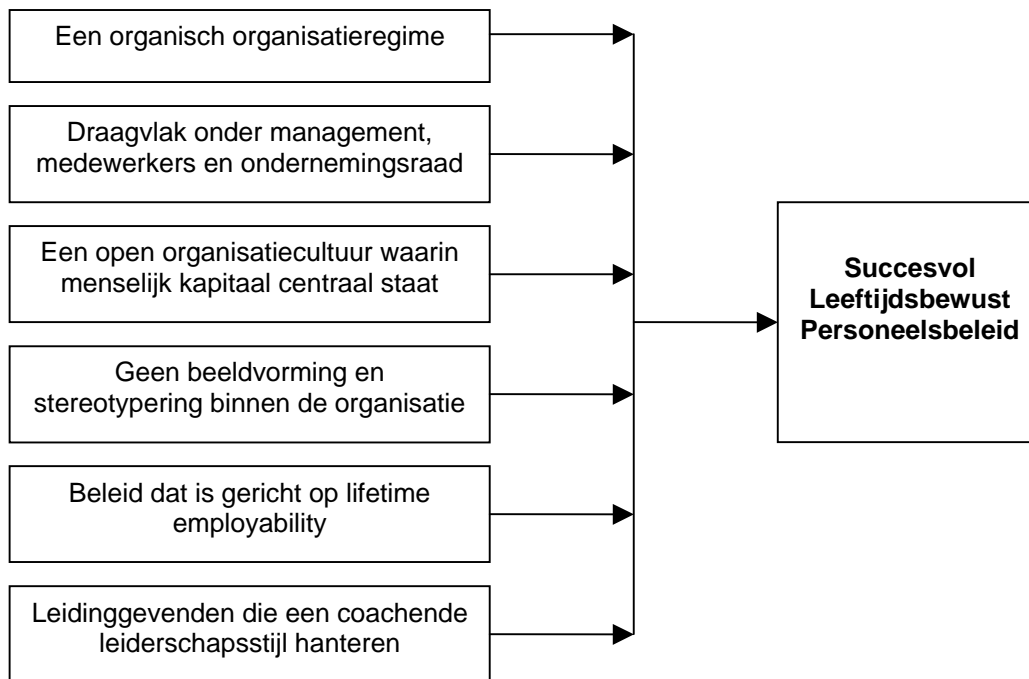 Een organisch organisatieregime
Draagvlak onder management,
medewerkers en ondernemingsraad
Een open organisatiecultuur waarin
menselijk kapitaal centraal staat
Geen beeldvorming en
stereotypering binnen de organisatie
Beleid dat is gericht op lifetime
employability
Leidinggevenden die een coachende
leiderschapsstijl hanteren
Succesvol
Leeftijdsbewust
Personeelsbeleid